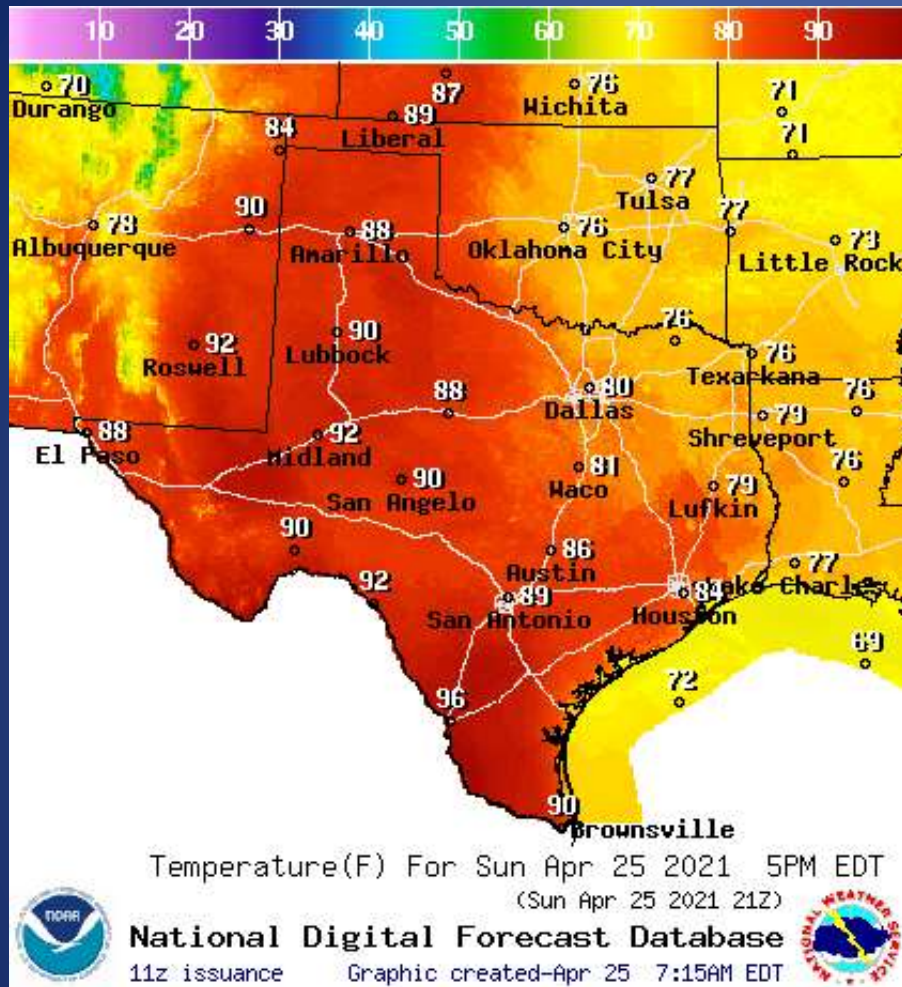 10 20 30 40 50 60 70 80 90
70 87 76 71
Durango Wichita
89
Liberal
84 71
77
Tulsa
78 90 88 76 77 73
Albuquerque Amarillo Oklahoma City Little Rock
92 90 76 76
Roswell Lubbock Texarkana
88 80 79 76
Dallas Shreveport
88 92
El Paso Midland
90 81 79 76
San Angelo Waco Lufkin
90 86 77
Austin
92 89 84 Lake Charles
San Antonio Houston
69
96 72
90
Brownsville
Temperature(F) For Sun Apr 25 2021 5PM EDT
(Sun Apr 25 2021 21Z)
NOAA
National Digital Forecast Database
11z issuance Graphic created-Apr 25 7:15AM EDT
NATIONAL WEATHER SERVICE